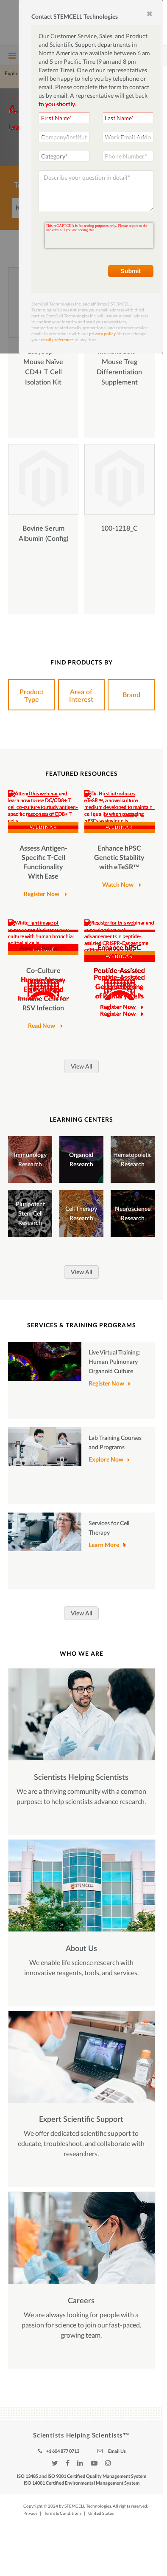 Contact STEMCELL Technologies
Our Customer Service, Sales, and Product
and Scientific Support departments in
North America are available between 6 am
and 5 pm Pacific Time (9 am and 8 pm
Eastern Time). One of our representatives
will be happy to help you by telephone or
email. Please complete the form to contact
us by email. A representative will get back
to you shortly.
First Name*
Last Name*
Category*
Phone Number*
Describe your question in detail*
Submit
Explor
Mouse Naïve
CD4+ T Cell
Isolation Kit
Mouse Treg
Differentiation
Supplement
Bovine Serum
Albumin (Config)
100-1218_C
FIND PRODUCTS BY
Product
Type
Area of
Interest
Brand
FEATURED RESOURCES
Assess Antigen-
Specific T-Cell
Functionality
With Ease
Register Now
Enhance hPSC
Genetic Stability
with eTeSR™
Watch Now
Co-Culture
Immune Cells for
RSV Infection
Read Now
Enhance hPSC
Peptide-Assisted
Register Now
Register Now
View All
LEARNING CENTERS
Immunology
Research
Organoid
Research
Hematopoietic
Research
Pluripotent
Stem Cell
Research
Cell Therapy
Research
Neuroscience
Research
View All
SERVICES & TRAINING PROGRAMS
Live Virtual Training:
Human Pulmonary
Organoid Culture
Register Now
Lab Training Courses
and Programs
Explore Now
Services for Cell
Therapy
Learn More
View All
WHO WE ARE
Scientists Helping Scientists
We are a thriving community with a common
purpose: to help scientists advance research.
About Us
We enable life science research with
innovative reagents, tools, and services.
Expert Scientific Support
We offer dedicated scientific support to
educate, troubleshoot, and collaborate with
researchers.
Careers
We are always looking for people with a
passion for science to join our fast-paced,
growing team.
Scientists Helping Scientists™
+1 604 877 0713
Email Us
ISO 13485 and ISO 9001 Certified Quality Management System
ISO 14001 Certified Environmental Management System
Copyright © 2024 by STEMCELL Technologies. All rights reserved.
Privacy | Terms & Conditions | United States